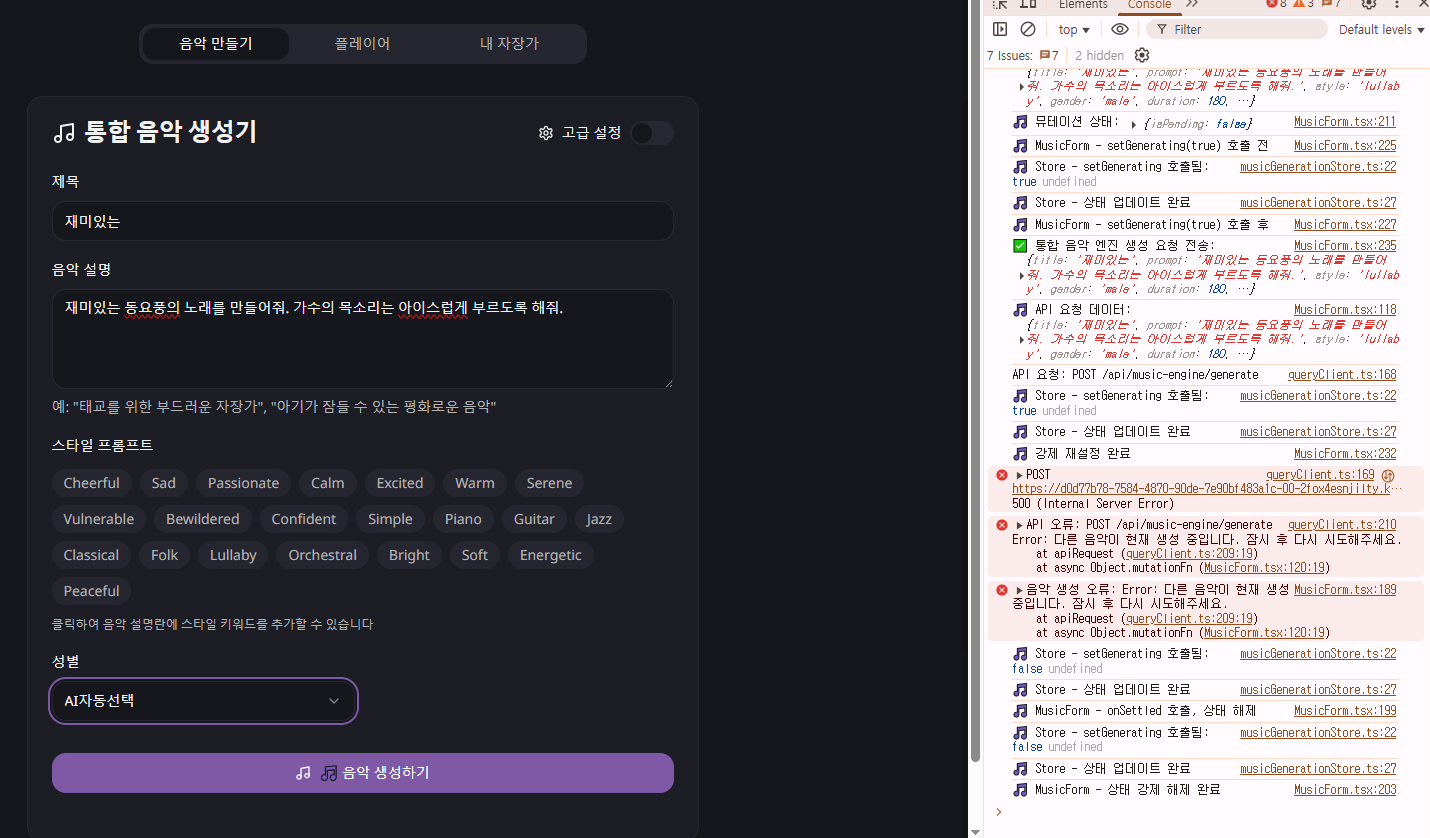 음악 만들기
플레이어
내 자장가
통합 음악 생성기
고급 설정
제목
재미있는
음악 설명
재미있는 동요풍의 노래를 만들어줘. 가수의 목소리는 아이스럽게 부르도록 해줘.
예: "태교를 위한 부드러운 자장가", "아기가 잠들 수 있는 평화로운 음악"
스타일 프롬프트
Cheerful Sad Passionate Calm Excited Warm Serene
Vulnerable Bewildered Confident Simple Piano Guitar Jazz
Classical Folk Lullaby Orchestral Bright Soft Energetic
Peaceful
클릭하여 음악 설명란에 스타일 키워드를 추가할 수 있습니다
성별
AI자동선택
🎵 음악 생성하기
Elements Console 8 3 7
top Filter Default levels
7 Issues: 7 2 hidden
{title: '재미있는', prompt: '재미있는 동요풍의 노래를 만들어
줘. 가수의 목소리는 아이스럽게 부르도록 해줘.', style: 'lullab
y', gender: 'male', duration: 180, …}
🎵 뮤테이션 상태: ▶ {isPending: false} MusicForm.tsx:211
🎵 MusicForm - setGenerating(true) 호출 전 MusicForm.tsx:225
🎵 Store - setGenerating 호출됨: musicGenerationStore.ts:22
true undefined
🎵 Store - 상태 업데이트 완료 musicGenerationStore.ts:27
🎵 MusicForm - setGenerating(true) 호출 후 MusicForm.tsx:227
✅ 통합 음악 엔진 생성 요청 전송: MusicForm.tsx:235
{title: '재미있는', prompt: '재미있는 동요풍의 노래를 만들어
줘. 가수의 목소리는 아이스럽게 부르도록 해줘.', style: 'lullab
y', gender: 'male', duration: 180, …}
🎵 API 요청 데이터: MusicForm.tsx:118
{title: '재미있는', prompt: '재미있는 동요풍의 노래를 만들어
줘. 가수의 목소리는 아이스럽게 부르도록 해줘.', style: 'lullab
y', gender: 'male', duration: 180, …}
API 요청: POST /api/music-engine/generate queryClient.ts:168
🎵 Store - setGenerating 호출됨: musicGenerationStore.ts:22
true undefined
🎵 Store - 상태 업데이트 완료 musicGenerationStore.ts:27
🎵 강제 재설정 완료 MusicForm.tsx:232
▶ POST queryClient.ts:169
https://d0d77b78-7584-4870-90de-7e90bf483a1c-00-2fox4esnjilty.k…
500 (Internal Server Error)
▶ API 오류: POST /api/music-engine/generate queryClient.ts:210
Error: 다른 음악이 현재 생성 중입니다. 잠시 후 다시 시도해주세요.
at apiRequest (queryClient.ts:209:19)
at async Object.mutationFn (MusicForm.tsx:120:19)
▶ 음악 생성 오류: Error: 다른 음악이 현재 생성 MusicForm.tsx:189
중입니다. 잠시 후 다시 시도해주세요.
at apiRequest (queryClient.ts:209:19)
at async Object.mutationFn (MusicForm.tsx:120:19)
🎵 Store - setGenerating 호출됨: musicGenerationStore.ts:22
false undefined
🎵 Store - 상태 업데이트 완료 musicGenerationStore.ts:27
🎵 MusicForm - onSettled 호출, 상태 해제 MusicForm.tsx:199
🎵 Store - setGenerating 호출됨: musicGenerationStore.ts:22
false undefined
🎵 Store - 상태 업데이트 완료 musicGenerationStore.ts:27
🎵 MusicForm - 상태 강제 해제 완료 MusicForm.tsx:203